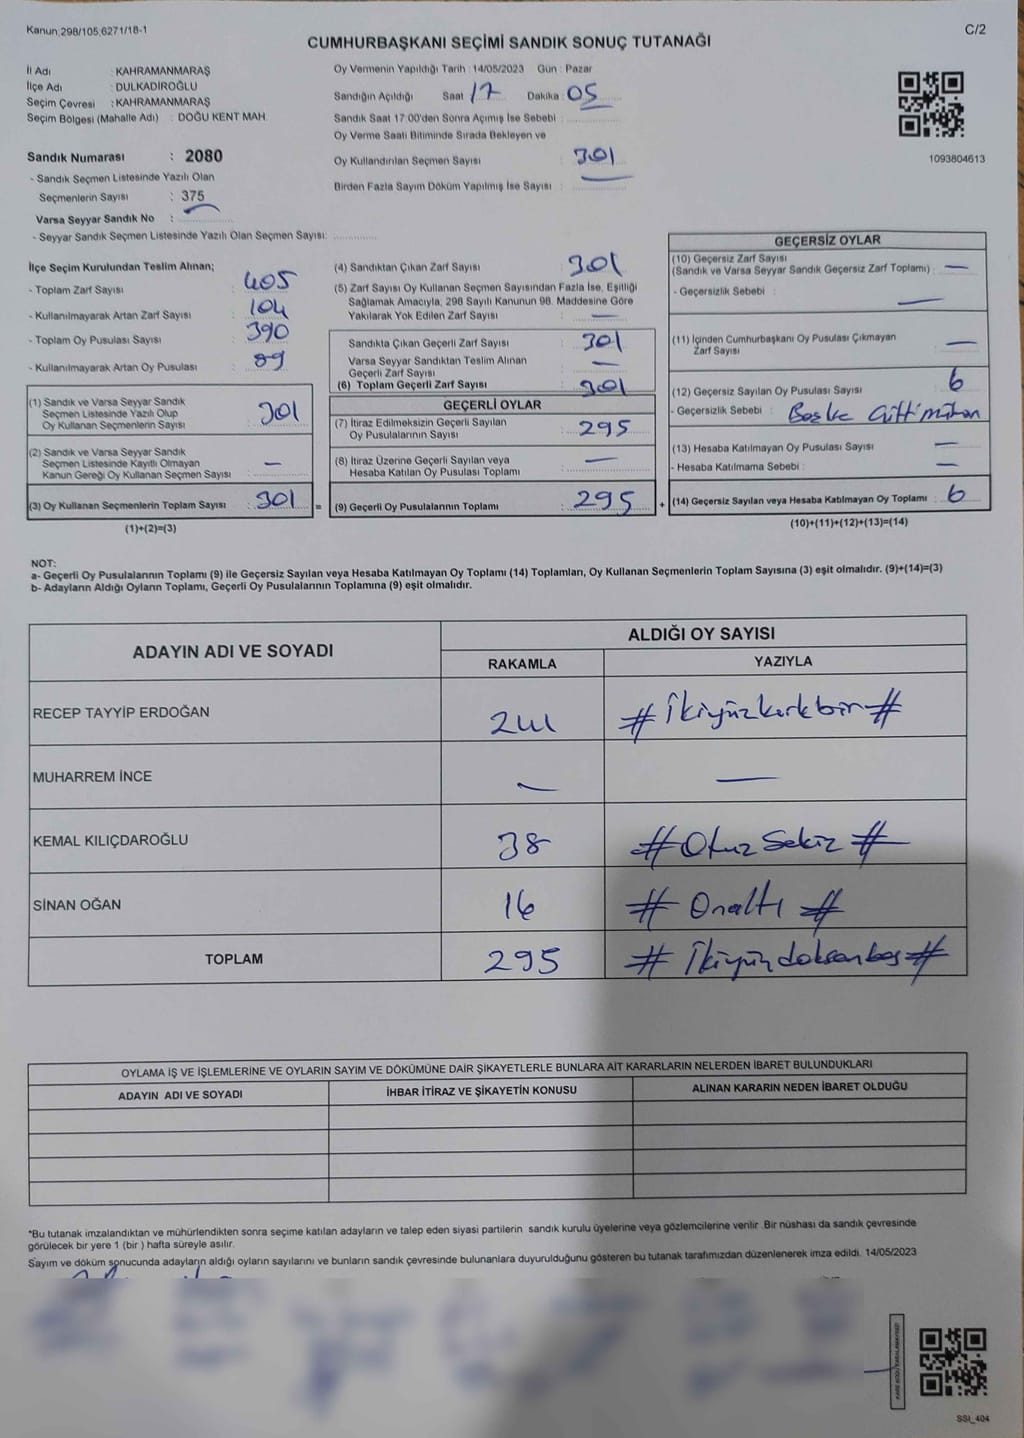 Kanun;298/105,6271/18-1
C/2
CUMHURBAŞKANI SEÇİMİ SANDIK SONUÇ TUTANAĞI
İl Adı : KAHRAMANMARAŞ
İlçe Adı : DULKADİROĞLU
Seçim Çevresi : KAHRAMANMARAŞ
Seçim Bölgesi (Mahalle Adı) : DOĞU KENT MAH.
Sandık Numarası : 2080
- Sandık Seçmen Listesinde Yazılı Olan
Seçmenlerin Sayısı : 375
Varsa Seyyar Sandık No :
- Seyyar Sandık Seçmen Listesinde Yazılı Olan Seçmen Sayısı:
Oy Vermenin Yapıldığı Tarih : 14/05/2023 Gün : Pazar
Sandığın Açıldığı Saat 17 Dakika : 05
Sandık Saat 17:00'den Sonra Açımış İse Sebebi :
Oy Verme Saati Bitiminde Sırada Bekleyen ve
Oy Kullandırılan Seçmen Sayısı : 301
Birden Fazla Sayım Döküm Yapılmış İse Sayısı :
1093804613
İlçe Seçim Kurulundan Teslim Alınan;
- Toplam Zarf Sayısı : 405
- Kullanılmayarak Artan Zarf Sayısı : 104
- Toplam Oy Pusulası Sayısı : 390
- Kullanılmayarak Artan Oy Pusulası : 89
(1) Sandık ve Varsa Seyyar Sandık
Seçmen Listesinde Yazılı Olup
Oy Kullanan Seçmenlerin Sayısı : 301
(2) Sandık ve Varsa Seyyar Sandık
Seçmen Listesinde Kayıtlı Olmayan
Kanun Gereği Oy Kullanan Seçmen Sayısı : —
(3) Oy Kullanan Seçmenlerin Toplam Sayısı : 301 =
(1)+(2)=(3)
(4) Sandıktan Çıkan Zarf Sayısı : 301
(5) Zarf Sayısı Oy Kullanan Seçmen Sayısından Fazla İse, Eşitliği
Sağlamak Amacıyla, 298 Sayılı Kanunun 98. Maddesine Göre
Yakılarak Yok Edilen Zarf Sayısı : —
Sandıkta Çıkan Geçerli Zarf Sayısı : 301
Varsa Seyyar Sandıktan Teslim Alınan
Geçerli Zarf Sayısı : —
(6) Toplam Geçerli Zarf Sayısı : 301
GEÇERLİ OYLAR
(7) İtiraz Edilmeksizin Geçerli Sayılan
Oy Pusulalarının Sayısı : 295
(8) İtiraz Üzerine Geçerli Sayılan veya
Hesaba Katılan Oy Pusulası Toplamı : —
(9) Geçerli Oy Pusulalarının Toplamı : 295 +
GEÇERSİZ OYLAR
(10) Geçersiz Zarf Sayısı
(Sandık ve Varsa Seyyar Sandık Geçersiz Zarf Toplamı) : —
- Geçersizlik Sebebi : —
(11) İçinden Cumhurbaşkanı Oy Pusulası Çıkmayan
Zarf Sayısı : —
(12) Geçersiz Sayılan Oy Pusulası Sayısı : 6
- Geçersizlik Sebebi : Başka
(13) Hesaba Katılmayan Oy Pusulası Sayısı : —
- Hesaba Katılmama Sebebi : —
(14) Geçersiz Sayılan veya Hesaba Katılmayan Oy Toplamı : 6
(10)+(11)+(12)+(13)=(14)
NOT:
a- Geçerli Oy Pusulalarının Toplamı (9) ile Geçersiz Sayılan veya Hesaba Katılmayan Oy Toplamı (14) Toplamları, Oy Kullanan Seçmenlerin Toplam Sayısına (3) eşit olmalıdır. (9)+(14)=(3)
b- Adayların Aldığı Oyların Toplamı, Geçerli Oy Pusulalarının Toplamına (9) eşit olmalıdır.
ADAYIN ADI VE SOYADI
ALDIĞI OY SAYISI
RAKAMLA YAZIYLA
RECEP TAYYİP ERDOĞAN 241 # İkiyüzkırkbir #
MUHARREM İNCE — —
KEMAL KILIÇDAROĞLU 38 # Otuz Sekiz #
SİNAN OĞAN 16 # Onaltı #
TOPLAM 295 # İkiyüz doksan beş #
OYLAMA İŞ VE İŞLEMLERİNE VE OYLARIN SAYIM VE DÖKÜMÜNE DAİR ŞİKAYETLERLE BUNLARA AİT KARARLARIN NELERDEN İBARET BULUNDUKLARI
ADAYIN ADI VE SOYADI İHBAR İTİRAZ VE ŞİKAYETİN KONUSU ALINAN KARARIN NEDEN İBARET OLDUĞU
*Bu tutanak imzalandıktan ve mühürlendikten sonra seçime katılan adayların ve talep eden siyasi partilerin sandık kurulu üyelerine veya gözlemcilerine verilir .Bir nüshası da sandık çevresinde
görülecek bir yere 1 (bir ) hafta süreyle asılır.
Sayım ve döküm sonucunda adayların aldığı oyların sayılarını ve bunların sandık çevresinde bulunanlara duyurulduğunu gösteren bu tutanak tarafımızdan düzenlenerek imza edildi. 14/05/2023
SSI_404